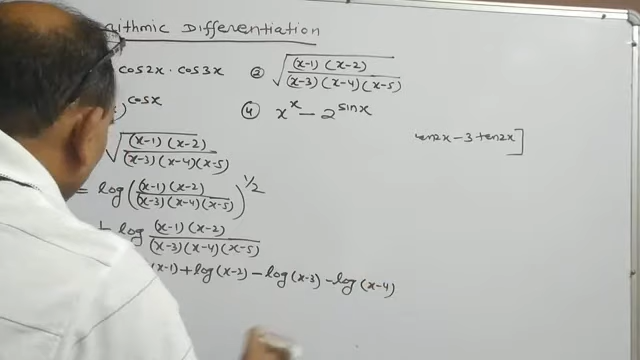 ithmic Differentiation
cos2x · cos3x ② √(x-1)(x-2)/(x-3)(x-4)(x-5)
)^cosx ④ x^x - 2^sinx
tan2x - 3 tan2x]
√(x-1)(x-2)/(x-3)(x-4)(x-5)
= log((x-1)(x-2)/(x-3)(x-4)(x-5))^1/2
log (x-1)(x-2)/(x-3)(x-4)(x-5)
(x-1) + log(x-2) - log(x-3) - log(x-4)